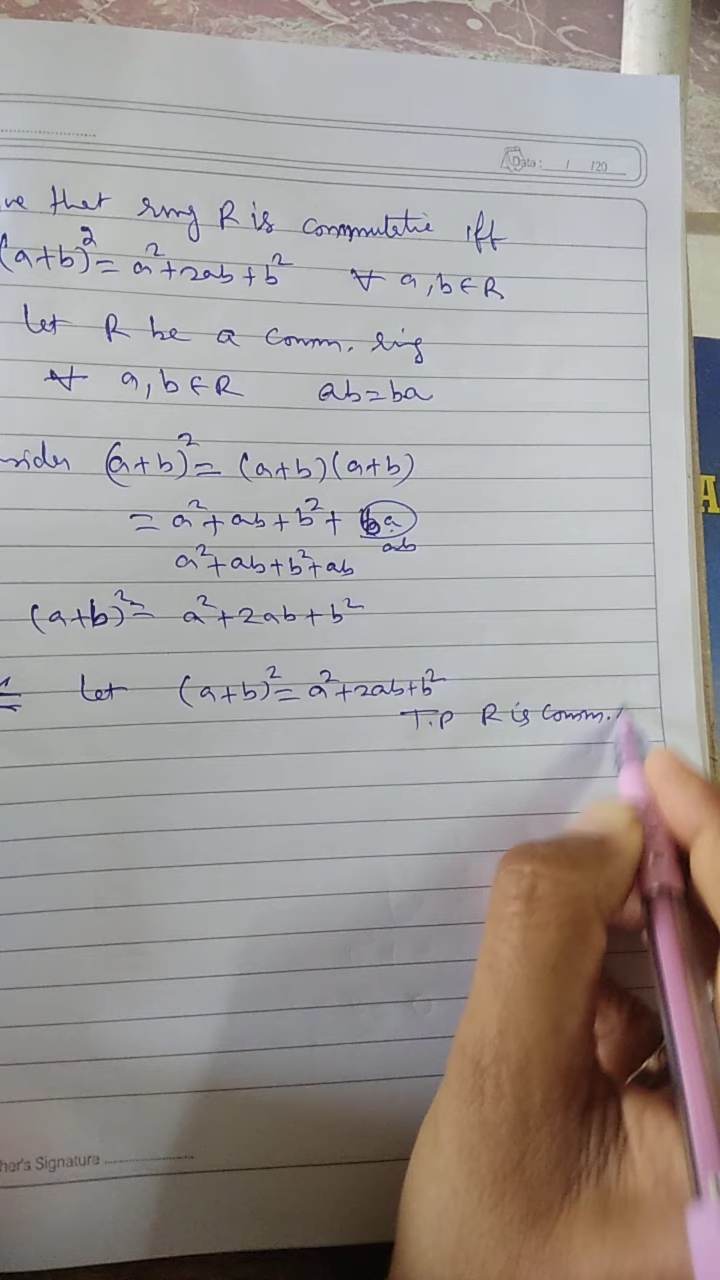 Date: / /20
ve that ring R is commutatie iff
(a+b)² = a²+2ab+b² ∀ a,b∈R
Let R be a comm. ring
∀ a,b∈R ab=ba
nsider (a+b)² = (a+b)(a+b)
= a²+ab+b²+ ba
ab
a²+ab+b²+ab
(a+b)² = a²+2ab+b²
Let (a+b)² = a²+2ab+b²
T.P R is comm.
her's Signature
A